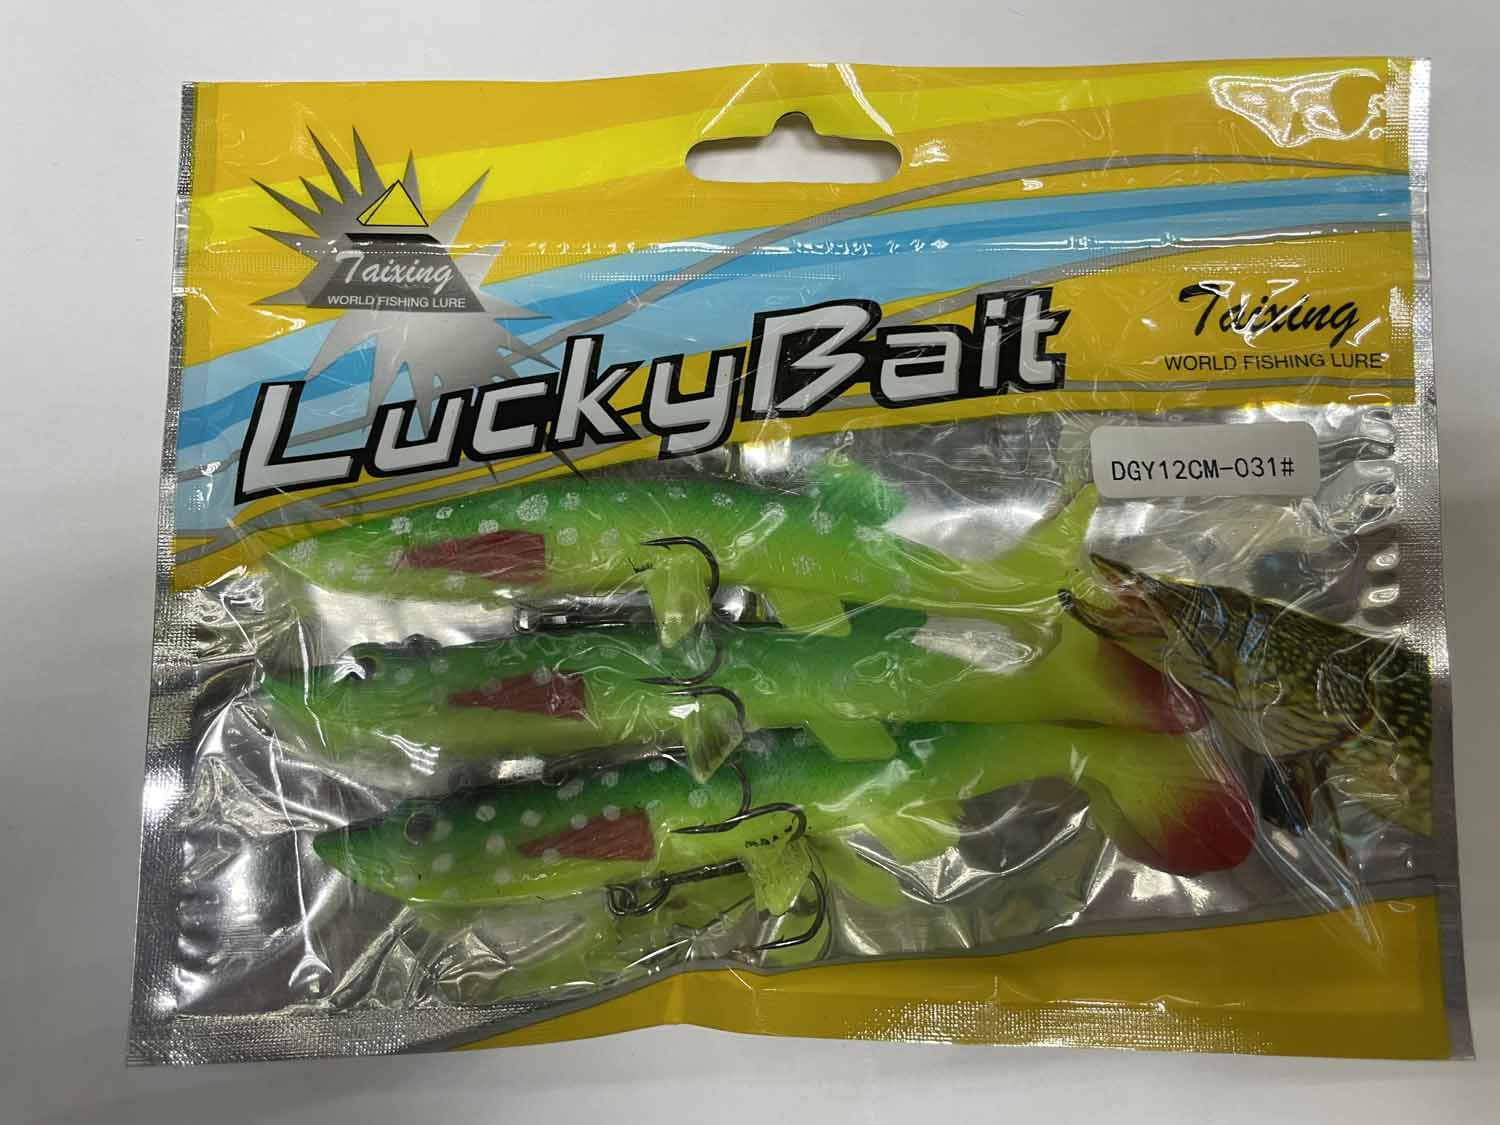 Taixing
WORLD FISHING LURE
LuckyBait
Taixing
WORLD FISHING LURE
DGY12CM-031#